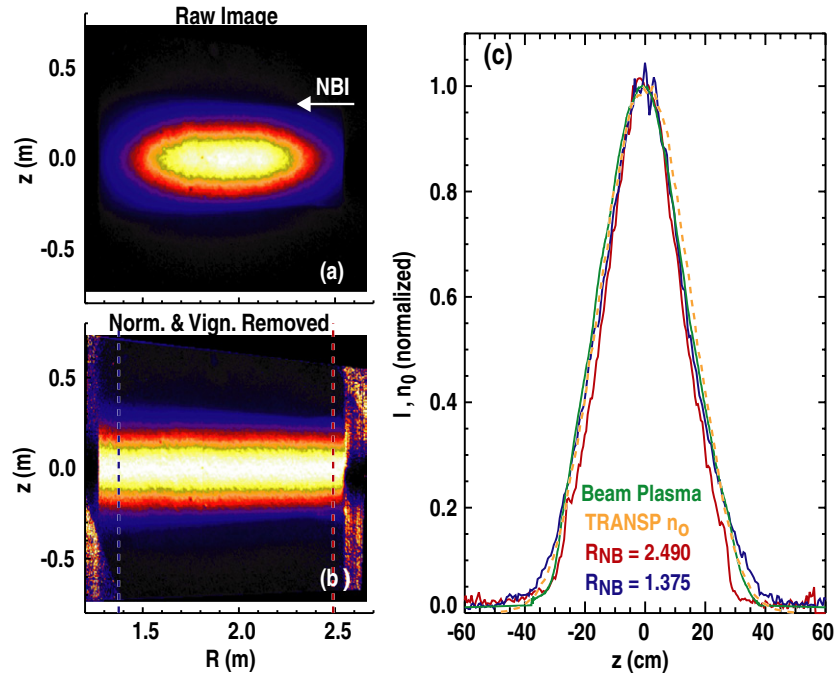 Raw Image
0.5
0.0
-0.5
z (m)
NBI
(a)
Norm. & Vign. Removed
0.5
0.0
-0.5
z (m)
(b)
1.5 2.0 2.5
R (m)
(c)
1.0
0.8
0.6
0.4
0.2
0.0
I , n0 (normalized)
Beam Plasma
TRANSP no
RNB = 2.490
RNB = 1.375
-60 -40 -20 0 20 40 60
z (cm)